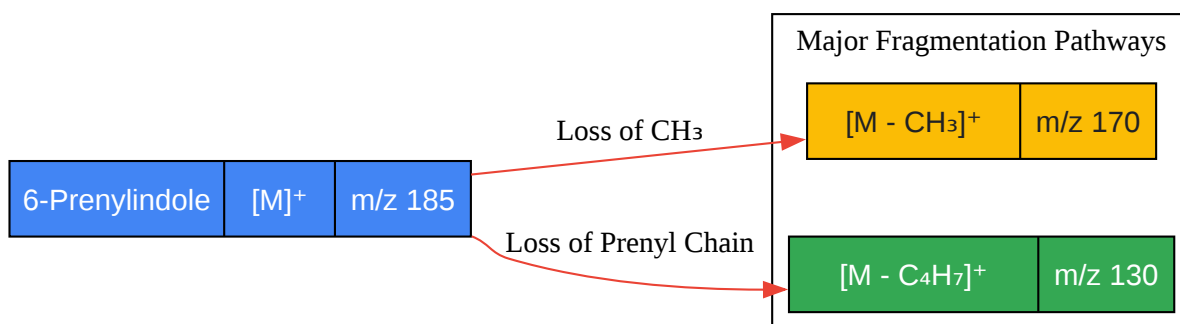 Major Fragmentation Pathways
Loss of CH₃
[M - CH₃]⁺ m/z 170
6-Prenylindole [M]⁺ m/z 185
Loss of Prenyl Chain
[M - C₄H₇]⁺ m/z 130